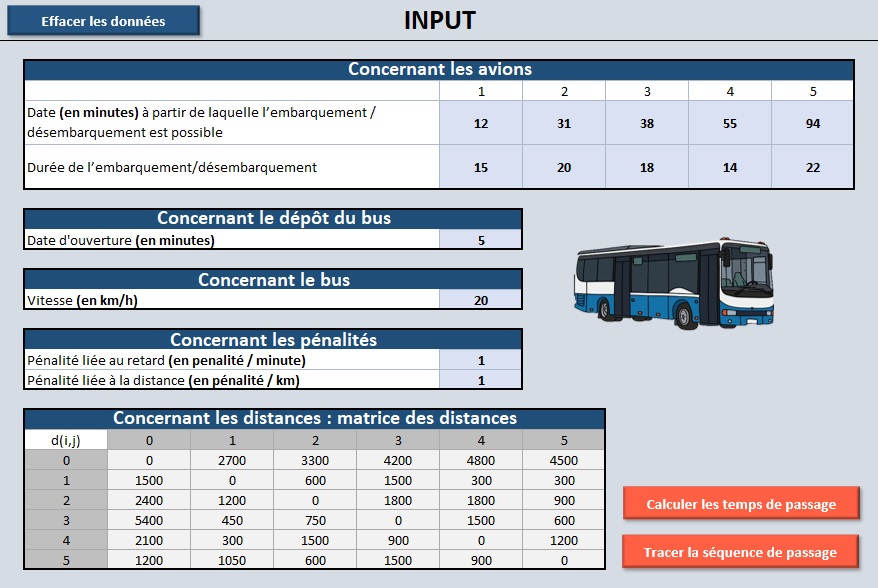 Effacer les données
INPUT
Concernant les avions
1 2 3 4 5
Date (en minutes) à partir de laquelle l'embarquement /
désembarquement est possible
12 31 38 55 94
Durée de l'embarquement/désembarquement
15 20 18 14 22
Concernant le dépôt du bus
Date d'ouverture (en minutes)
5
Concernant le bus
Vitesse (en km/h)
20
Concernant les pénalités
Pénalité liée au retard (en penalité / minute)
1
Pénalité liée à la distance (en pénalité / km)
1
Concernant les distances : matrice des distances
d(i,j) 0 1 2 3 4 5
0 0 2700 3300 4200 4800 4500
1 1500 0 600 1500 300 300
2 2400 1200 0 1800 1800 900
3 5400 450 750 0 1500 600
4 2100 300 1500 900 0 1200
5 1200 1050 600 1500 900 0
Calculer les temps de passage
Tracer la séquence de passage